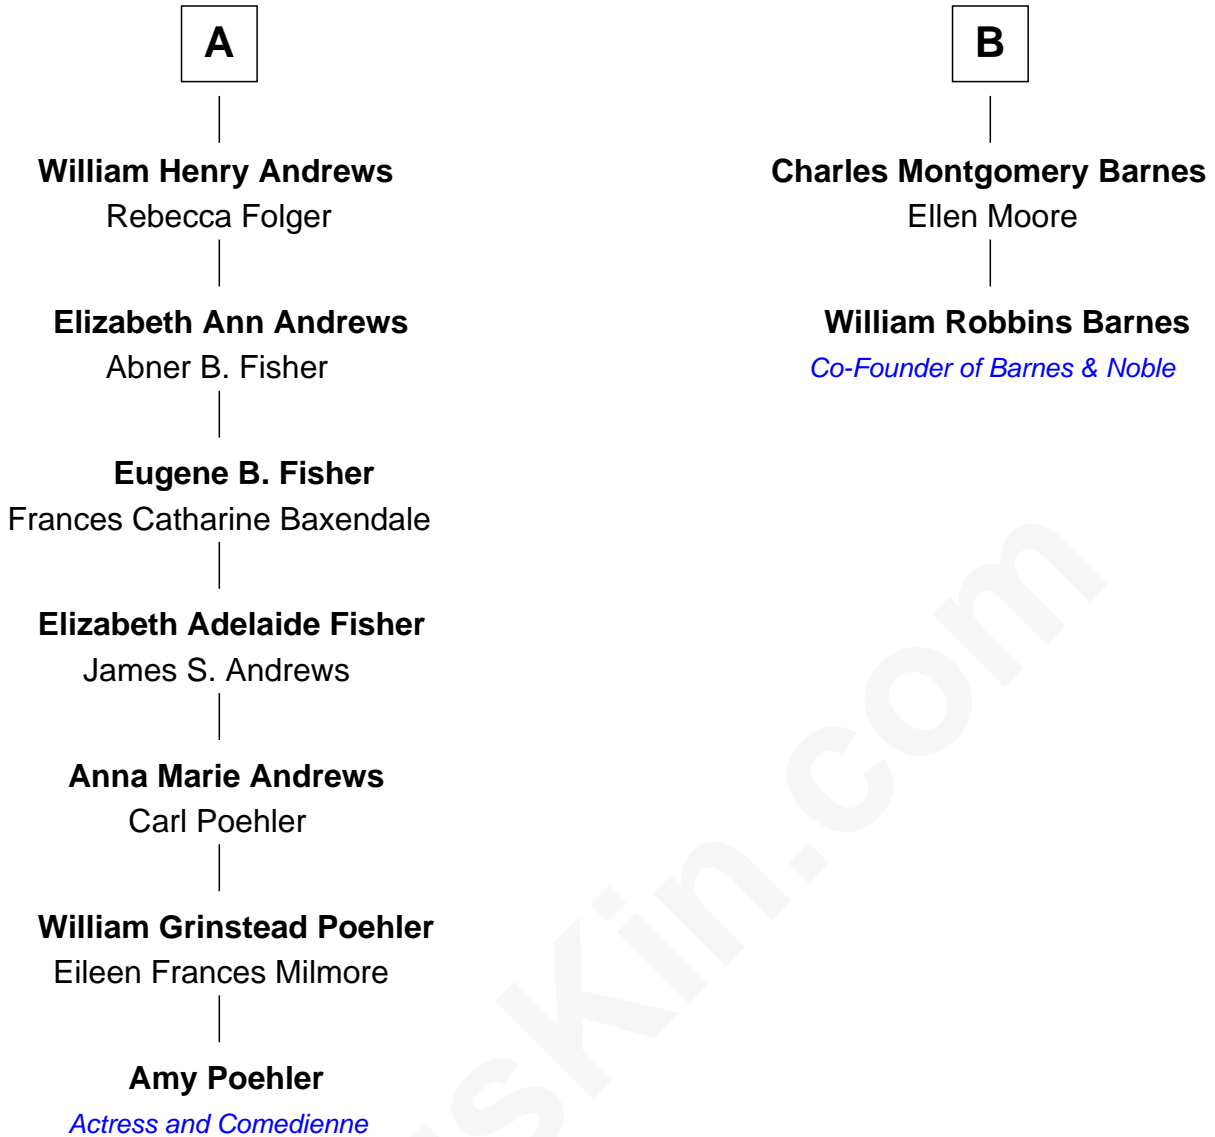 A
William Henry Andrews
Rebecca Folger
Elizabeth Ann Andrews
Abner B. Fisher
Eugene B. Fisher
Frances Catharine Baxendale
Elizabeth Adelaide Fisher
James S. Andrews
Anna Marie Andrews
Carl Poehler
William Grinstead Poehler
Eileen Frances Milmore
Amy Poehler
Actress and Comedienne
B
Charles Montgomery Barnes
Ellen Moore
William Robbins Barnes
Co-Founder of Barnes & Noble
sKin.com